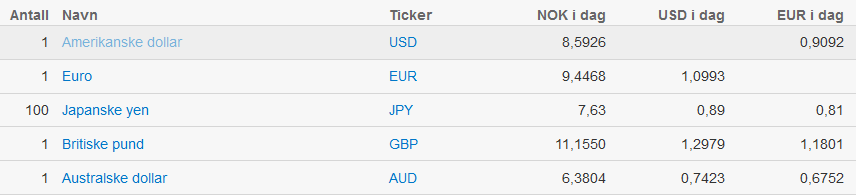 Antall Navn Ticker NOK i dag USD i dag EUR i dag
1 Amerikanske dollar USD 8,5926 0,9092
1 Euro EUR 9,4468 1,0993
100 Japanske yen JPY 7,63 0,89 0,81
1 Britiske pund GBP 11,1550 1,2979 1,1801
1 Australske dollar AUD 6,3804 0,7423 0,6752